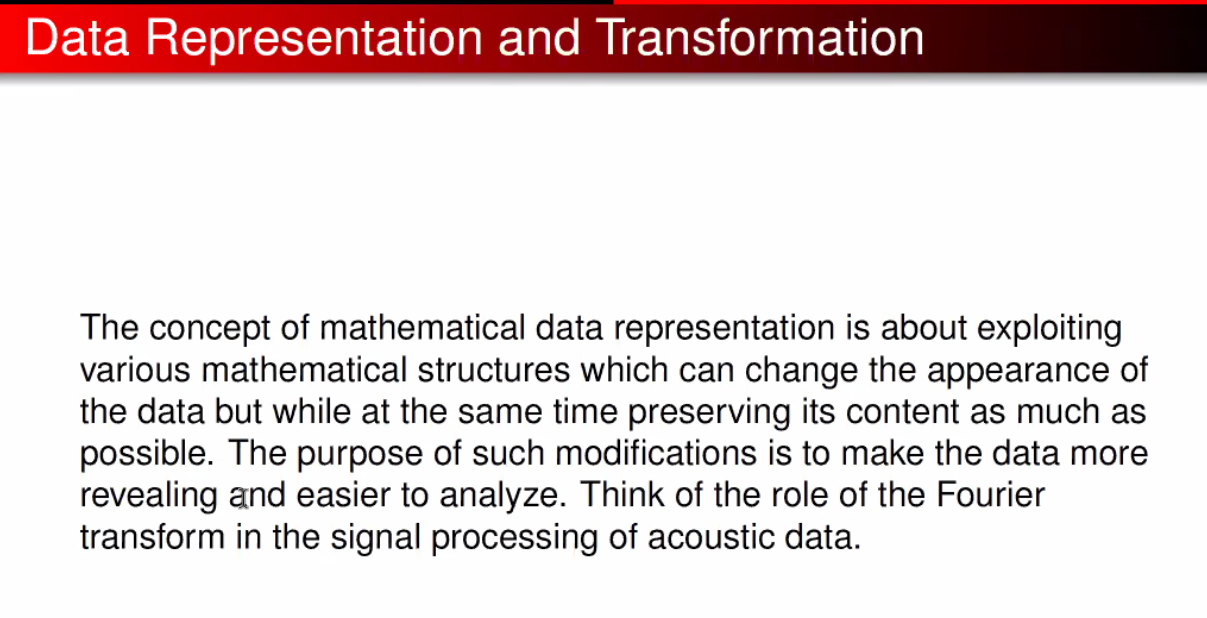 Data Representation and Transformation
The concept of mathematical data representation is about exploiting
various mathematical structures which can change the appearance of
the data but while at the same time preserving its content as much as
possible. The purpose of such modifications is to make the data more
revealing and easier to analyze. Think of the role of the Fourier
transform in the signal processing of acoustic data.